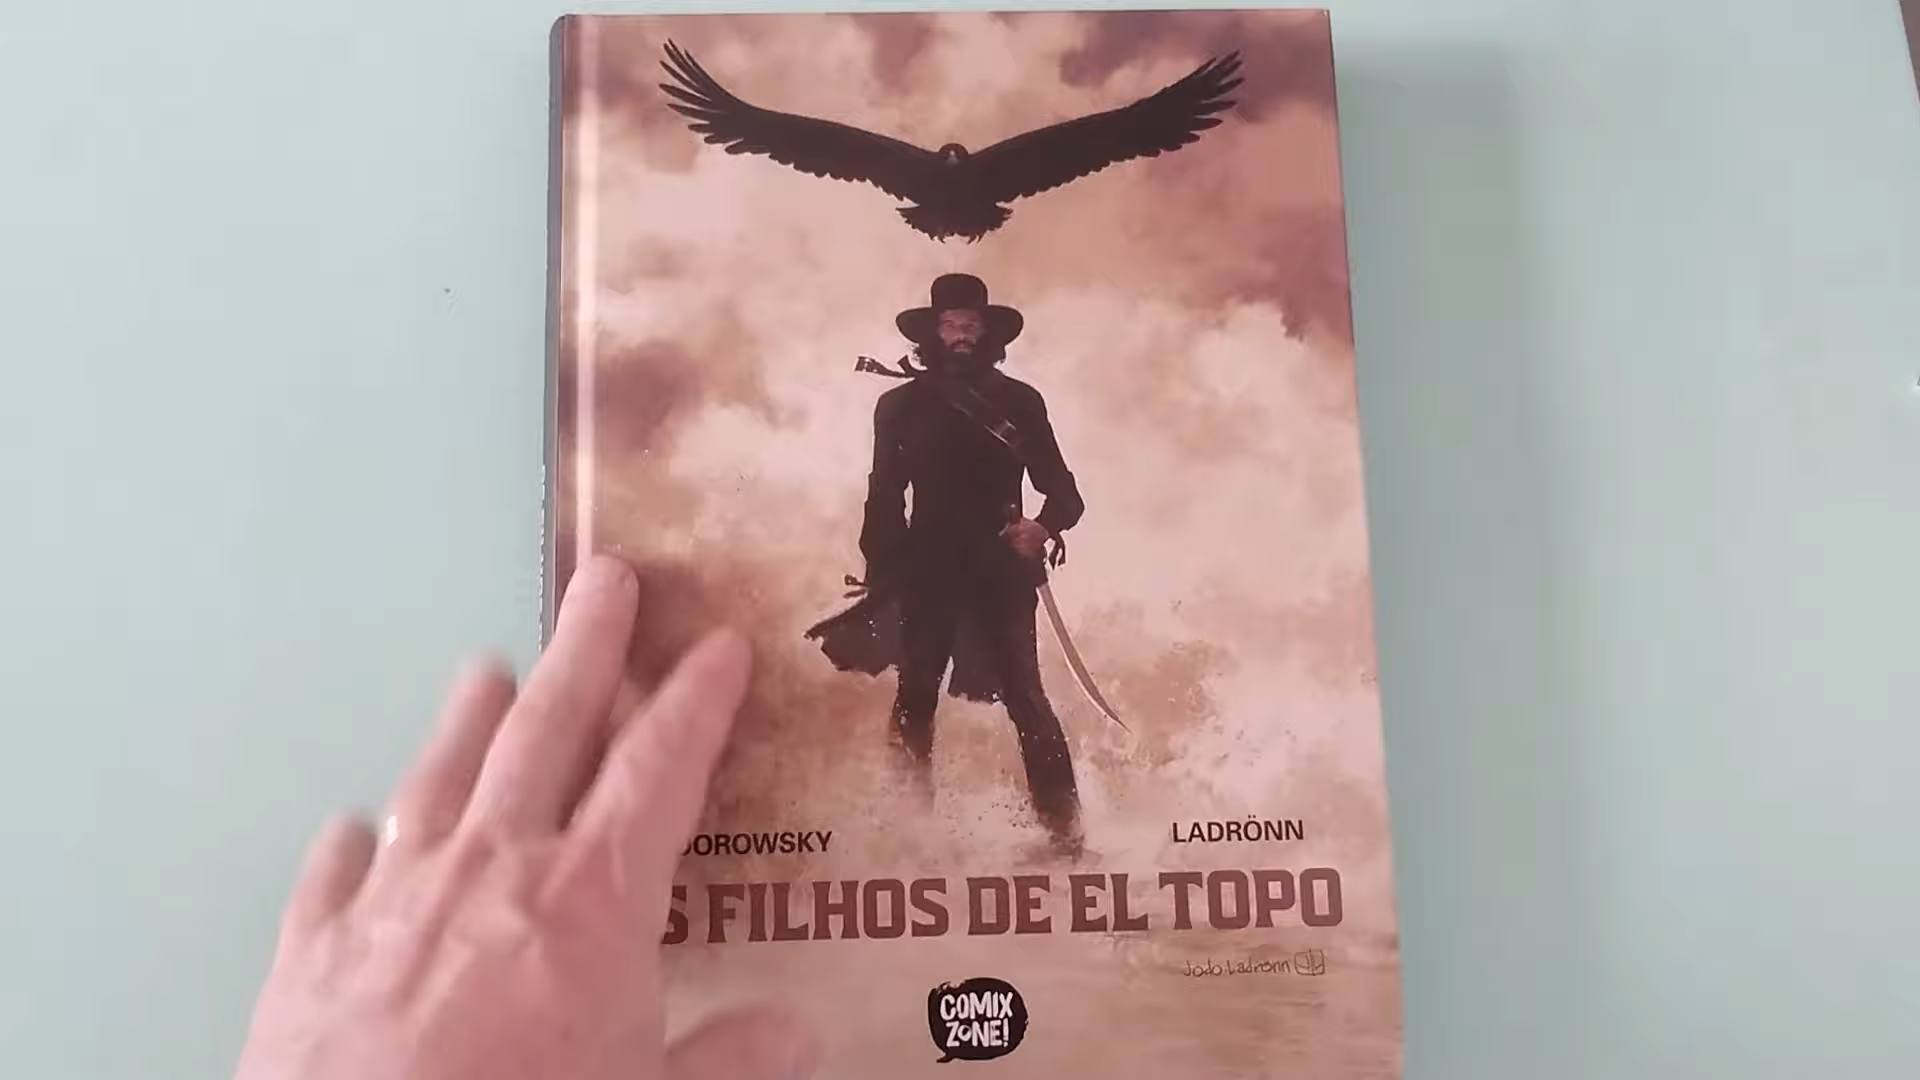 DOROWSKY
LADRÖNN
S FILHOS DE EL TOPO
Jodo-Ladrönn
COMIX
ZONE!